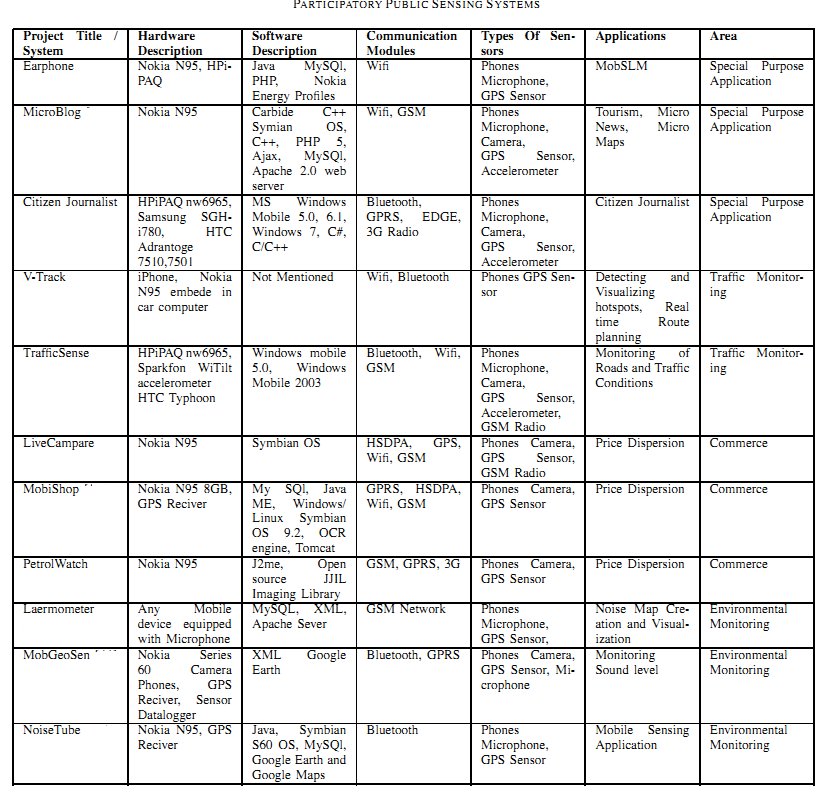 PARTICIPATORY PUBLIC SENSING SYSTEMS
Project Title / System | Hardware Description | Software Description | Communication Modules | Types Of Sensors | Applications | Area
Earphone | Nokia N95, HPi-PAQ | Java MySQl, PHP, Nokia Energy Profiles | Wifi | Phones Microphone, GPS Sensor | MobSLM | Special Purpose Application
MicroBlog | Nokia N95 | Carbide C++ Symian OS, C++, PHP 5, Ajax, MySQl, Apache 2.0 web server | Wifi, GSM | Phones Microphone, Camera, GPS Sensor, Accelerometer | Tourism, Micro News, Micro Maps | Special Purpose Application
Citizen Journalist | HPiPAQ nw6965, Samsung SGH-i780, HTC Adrantoge 7510,7501 | MS Windows Mobile 5.0, 6.1, Windows 7, C#, C/C++ | Bluetooth, GPRS, EDGE, 3G Radio | Phones Microphone, Camera, GPS Sensor, Accelerometer | Citizen Journalist | Special Purpose Application
V-Track | iPhone, Nokia N95 embede in car computer | Not Mentioned | Wifi, Bluetooth | Phones GPS Sensor | Detecting and Visualizing hotspots, Real time Route planning | Traffic Monitoring
TrafficSense | HPiPAQ nw6965, Sparkfon WiTilt accelerometer HTC Typhoon | Windows mobile 5.0, Windows Mobile 2003 | Bluetooth, Wifi, GSM | Phones Microphone, Camera, GPS Sensor, Accelerometer, GSM Radio | Monitoring of Roads and Traffic Conditions | Traffic Monitoring
LiveCampare | Nokia N95 | Symbian OS | HSDPA, GPS, Wifi, GSM | Phones Camera, GPS Sensor, GSM Radio | Price Dispersion | Commerce
MobiShop | Nokia N95 8GB, GPS Reciver | My SQl, Java ME, Windows/ Linux Symbian OS 9.2, OCR engine, Tomcat | GPRS, HSDPA, Wifi, GSM | Phones Camera, GPS Sensor | Price Dispersion | Commerce
PetrolWatch | Nokia N95 | J2me, Open source JJIL Imaging Library | GSM, GPRS, 3G | Phones Camera, GPS Sensor | Price Dispersion | Commerce
Laermometer | Any Mobile device equipped with Microphone | MySQL, XML, Apache Sever | GSM Network | Phones Microphone, GPS Sensor, | Noise Map Creation and Visualization | Environmental Monitoring
MobGeoSen | Nokia Series 60 Camera Phones, GPS Reciver, Sensor Datalogger | XML Google Earth | Bluetooth, GPRS | Phones Camera, GPS Sensor, Microphone | Monitoring Sound level | Environmental Monitoring
NoiseTube | Nokia N95, GPS Reciver | Java, Symbian S60 OS, MySQl, Google Earth and Google Maps | Bluetooth | Phones Microphone, GPS Sensor | Mobile Sensing Application | Environmental Monitoring